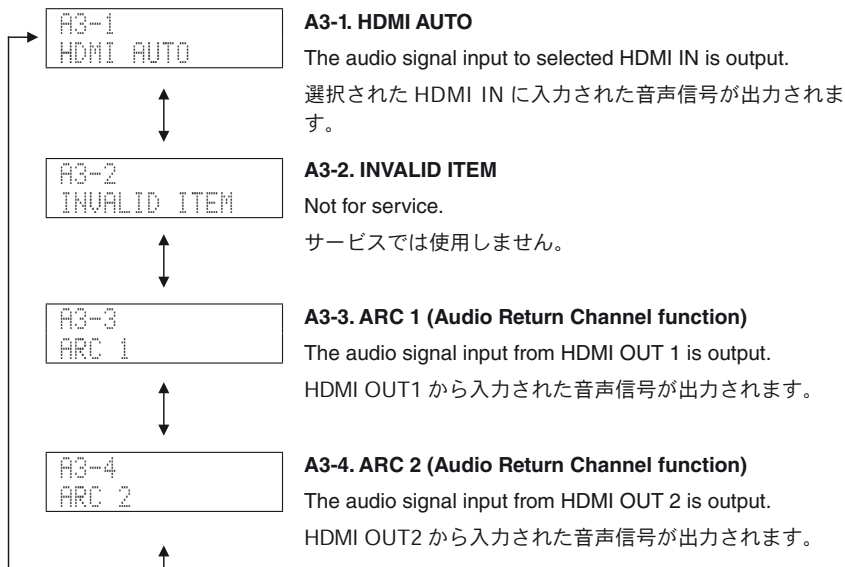 A3-1
HDMI AUTO
A3-1. HDMI AUTO
The audio signal input to selected HDMI IN is output.
選択された HDMI IN に入力された音声信号が出力されま
す。
A3-2
INVALID ITEM
A3-2. INVALID ITEM
Not for service.
サービスでは使用しません。
A3-3
ARC 1
A3-3. ARC 1 (Audio Return Channel function)
The audio signal input from HDMI OUT 1 is output.
HDMI OUT1 から入力された音声信号が出力されます。
A3-4
ARC 2
A3-4. ARC 2 (Audio Return Channel function)
The audio signal input from HDMI OUT 2 is output.
HDMI OUT2 から入力された音声信号が出力されます。